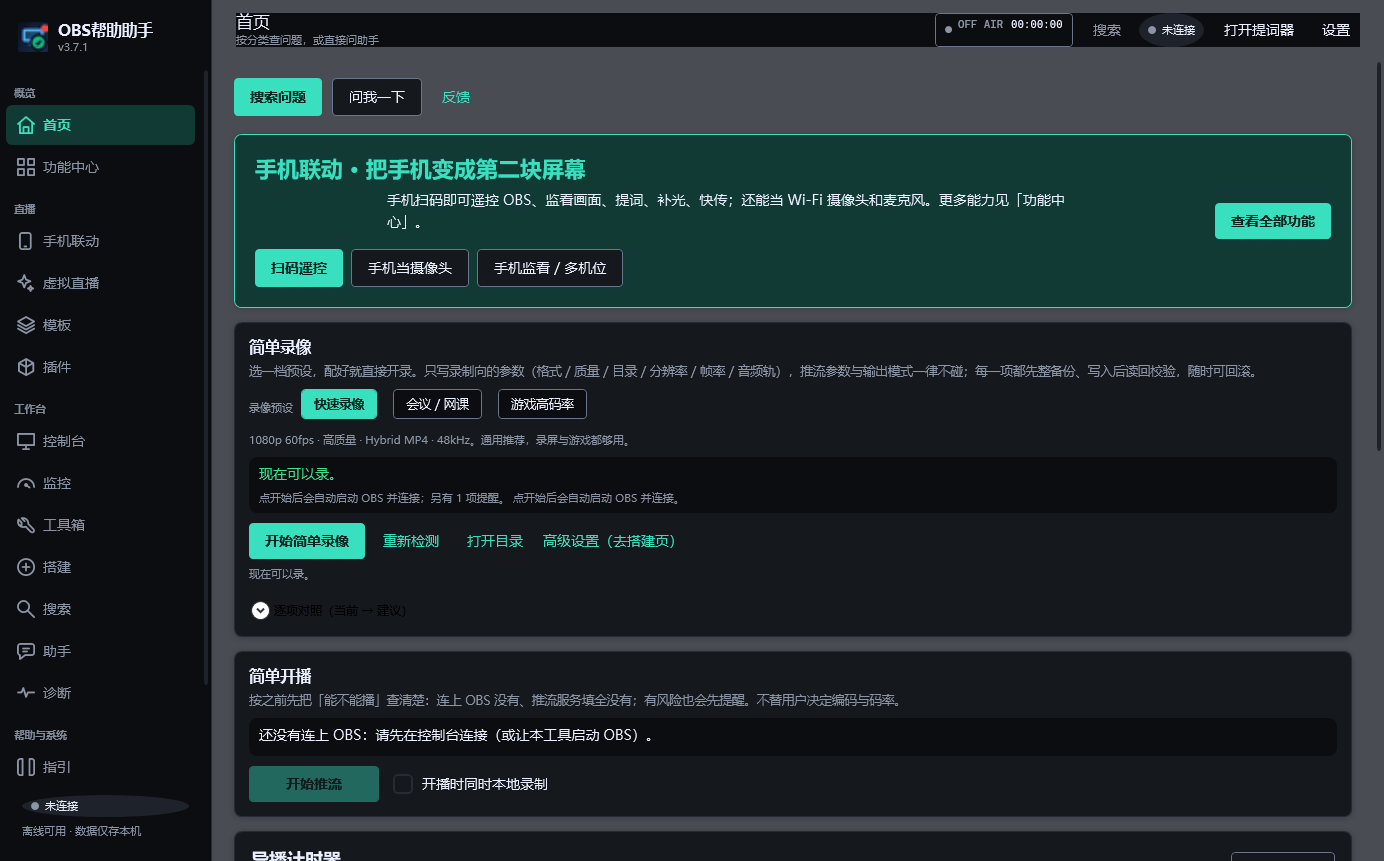 OBS帮助助手
v3.7.1
概览
首页
功能中心
直播
手机联动
虚拟直播
模板
插件
工作台
控制台
监控
工具箱
搭建
搜索
助手
诊断
帮助与系统
指引
未连接
离线可用 · 数据仅存本机
首页
按分类查问题，或直接问助手
OFF AIR 00:00:00
搜索
未连接
打开提词器
设置
搜索问题
问我一下
反馈
手机联动 • 把手机变成第二块屏幕
手机扫码即可遥控 OBS、监看画面、提词、补光、快传；还能当 Wi-Fi 摄像头和麦克风。更多能力见「功能中
心」。
查看全部功能
扫码遥控
手机当摄像头
手机监看 / 多机位
简单录像
选一档预设，配好就直接开录。只写录制向的参数（格式 / 质量 / 目录 / 分辨率 / 帧率 / 音频轨），推流参数与输出模式一律不碰；每一项都先整备份、写入后读回校验，随时可回滚。
录像预设
快速录像
会议 / 网课
游戏高码率
1080p 60fps · 高质量 · Hybrid MP4 · 48kHz。通用推荐，录屏与游戏都够用。
现在可以录。
点开始后会自动启动 OBS 并连接；另有 1 项提醒。 点开始后会自动启动 OBS 并连接。
开始简单录像
重新检测
打开目录
高级设置（去搭建页）
现在可以录。
逐项对照（当前 → 建议）
简单开播
按之前先把「能不能播」查清楚：连上 OBS 没有、推流服务填全没有；有风险也会先提醒。不替用户决定编码与码率。
还没有连上 OBS：请先在控制台连接（或让本工具启动 OBS）。
开始推流
开播时同时本地录制
导播计时器